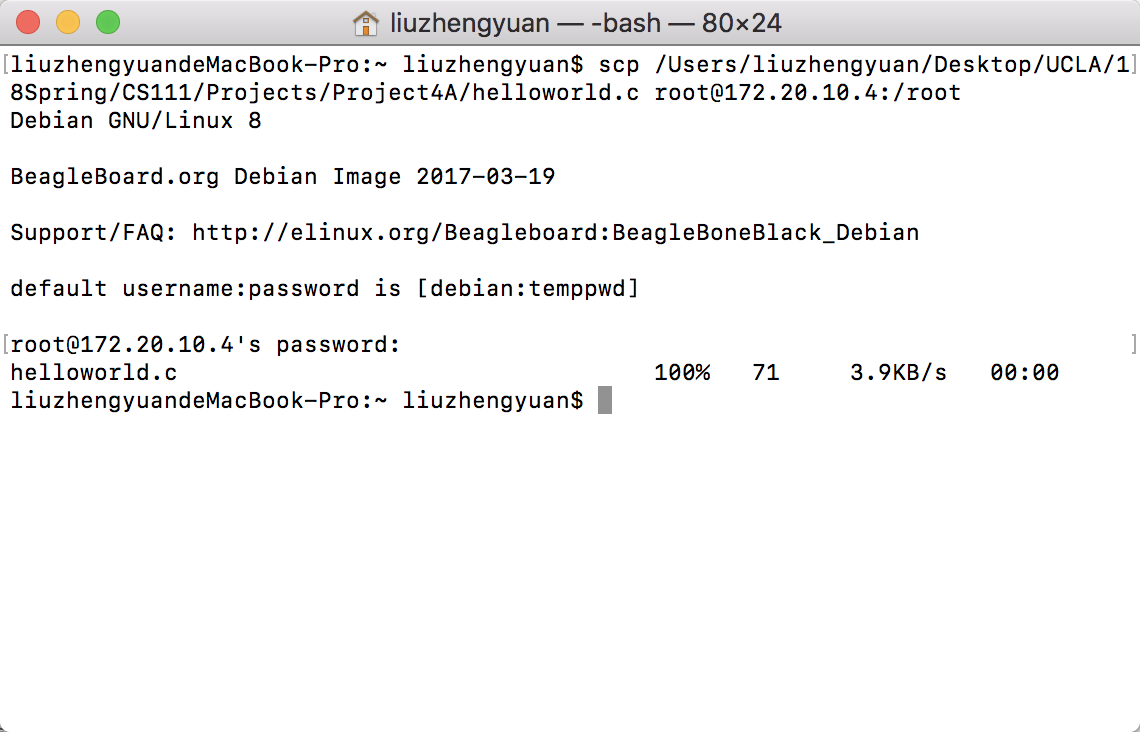 liuzhengyuan — -bash — 80×24
[liuzhengyuandeMacBook-Pro:~ liuzhengyuan$ scp /Users/liuzhengyuan/Desktop/UCLA/1]
8Spring/CS111/Projects/Project4A/helloworld.c root@172.20.10.4:/root
Debian GNU/Linux 8
BeagleBoard.org Debian Image 2017-03-19
Support/FAQ: http://elinux.org/Beagleboard:BeagleBoneBlack_Debian
default username:password is [debian:temppwd]
[root@172.20.10.4's password: ]
helloworld.c 100% 71 3.9KB/s 00:00
liuzhengyuandeMacBook-Pro:~ liuzhengyuan$